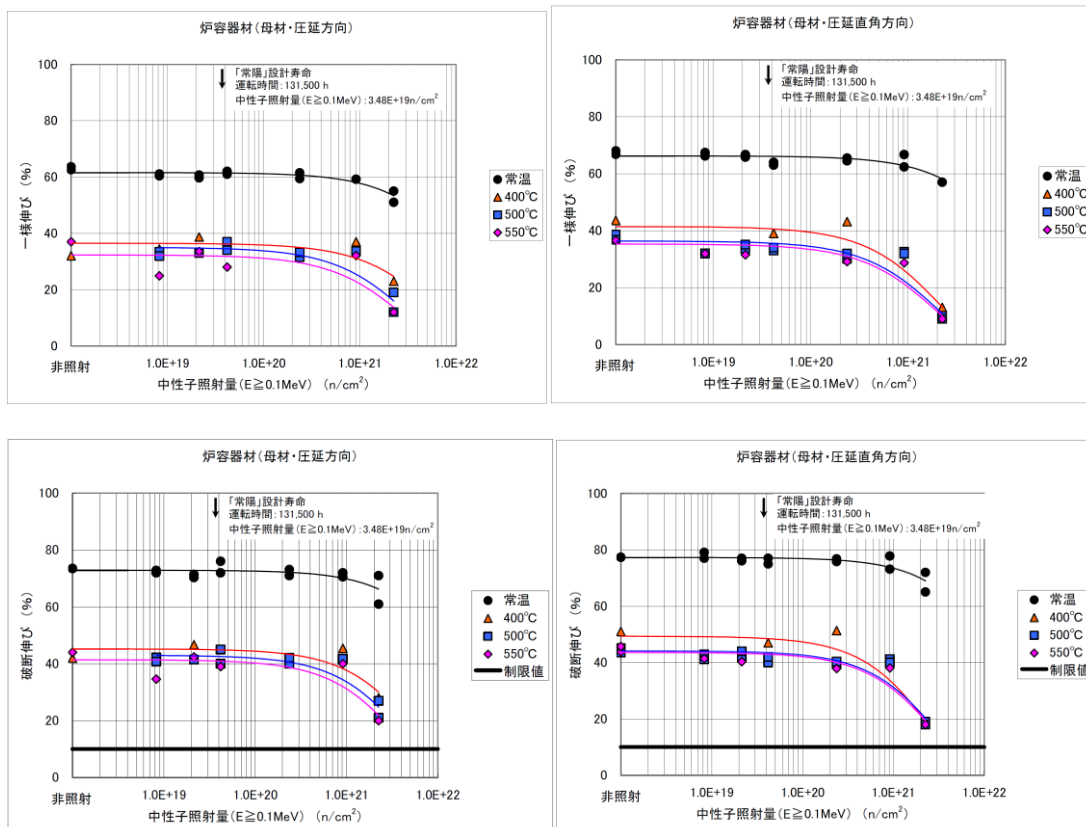 炉容器材(母材・圧延方向)
「常陽」設計寿命
運転時間:131,500 h
中性子照射量(E≧0.1MeV):3.48E+19n/cm²
一様伸び (%)
100
80
60
40
20
0
非照射
1.0E+19
1.0E+20
1.0E+21
1.0E+22
中性子照射量(E≧0.1MeV) (n/cm²)
常温
400℃
500℃
550℃
炉容器材(母材・圧延直角方向)
「常陽」設計寿命
運転時間:131,500 h
中性子照射量(E≧0.1MeV):3.48E+19n/cm²
一様伸び (%)
100
80
60
40
20
0
非照射
1.0E+19
1.0E+20
1.0E+21
1.0E+22
中性子照射量(E≧0.1MeV) (n/cm²)
常温
400℃
500℃
550℃
炉容器材(母材・圧延方向)
「常陽」設計寿命
運転時間:131,500 h
中性子照射量(E≧0.1MeV):3.48E+19n/cm²
破断伸び (%)
100
80
60
40
20
0
非照射
1.0E+19
1.0E+20
1.0E+21
1.0E+22
中性子照射量(E≧0.1MeV) (n/cm²)
常温
400℃
500℃
550℃
制限値
炉容器材(母材・圧延直角方向)
「常陽」設計寿命
運転時間:131,500 h
中性子照射量(E≧0.1MeV):3.48E+19n/cm²
破断伸び (%)
100
80
60
40
20
0
非照射
1.0E+19
1.0E+20
1.0E+21
1.0E+22
中性子照射量(E≧0.1MeV) (n/cm²)
常温
400℃
500℃
550℃
制限値